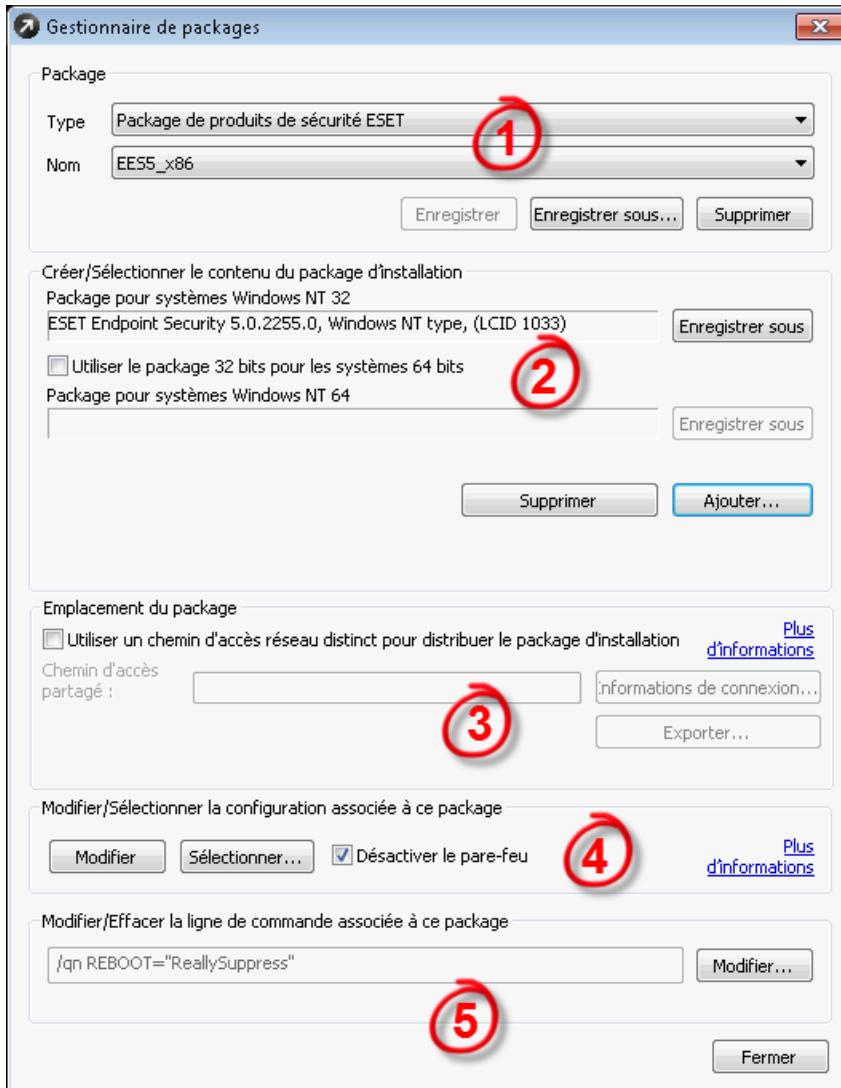 Gestionnaire de packages
Package
Type
Package de produits de sécurité ESET
1
Nom
EES5_x86
Enregistrer
Enregistrer sous...
Supprimer
Créer/Sélectionner le contenu du package d'installation
Package pour systèmes Windows NT 32
ESET Endpoint Security 5.0.2255.0, Windows NT type, (LCID 1033)
Enregistrer sous
Utiliser le package 32 bits pour les systèmes 64 bits
2
Package pour systèmes Windows NT 64
Enregistrer sous
Supprimer
Ajouter...
Emplacement du package
Utiliser un chemin d'accès réseau distinct pour distribuer le package d'installation
Plus
d'informations
Chemin d'accès
partagé :
Informations de connexion...
3
Exporter...
Modifier/Sélectionner la configuration associée à ce package
Modifier
Sélectionner...
Désactiver le pare-feu
4
Plus
d'informations
Modifier/Effacer la ligne de commande associée à ce package
/qn REBOOT="ReallySuppress"
Modifier...
5
Fermer